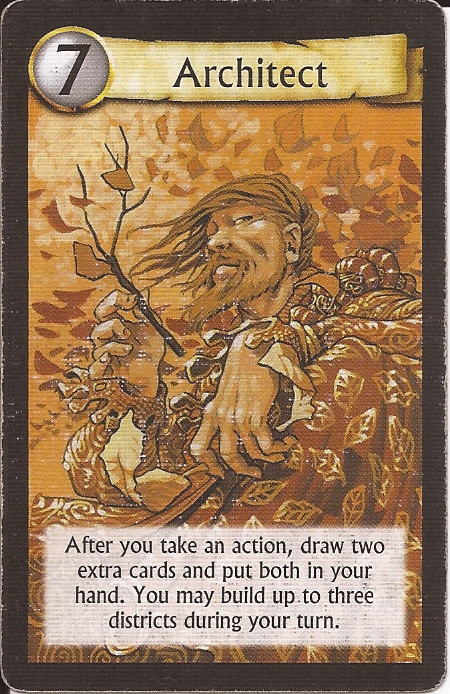 7
Architect
After you take an action, draw two
extra cards and put both in your
hand. You may build up to three
districts during your turn.